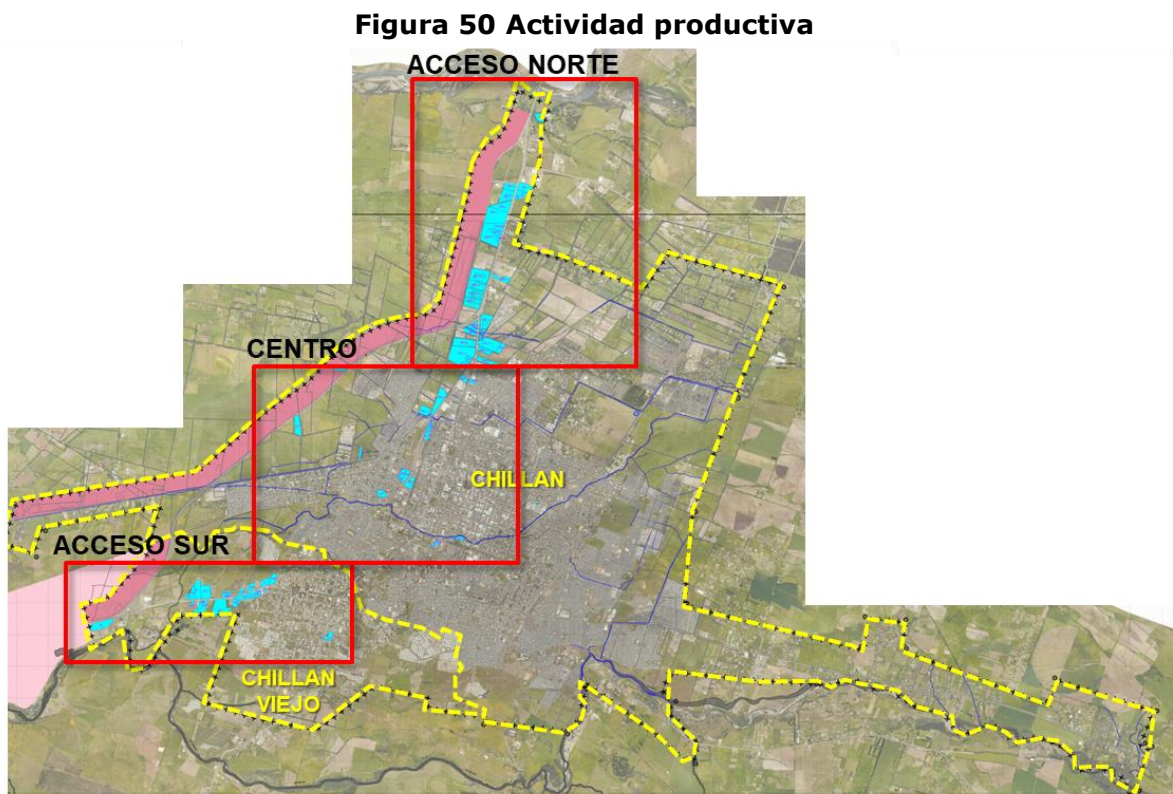 Figura 50 Actividad productiva
ACCESO NORTE
CENTRO
CHILLAN
ACCESO SUR
CHILLAN
VIEJO